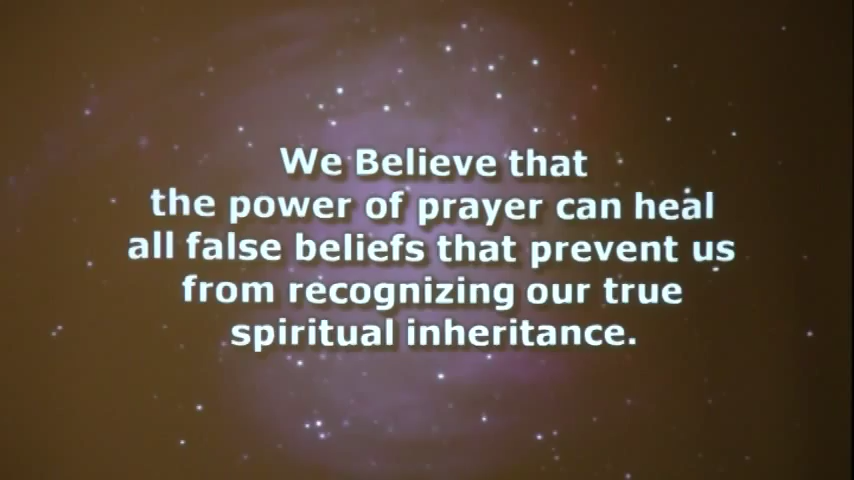 We Believe that
the power of prayer can heal
all false beliefs that prevent us
from recognizing our true
spiritual inheritance.